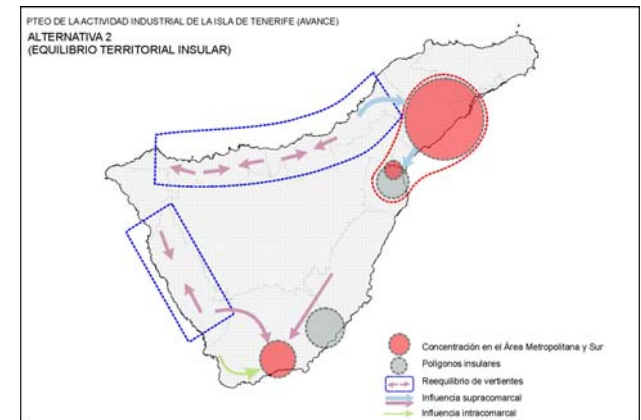 PTEO DE LA ACTIVIDAD INDUSTRIAL DE LA ISLA DE TENERIFE (AVANCE)
ALTERNATIVA 2
(EQUILIBRIO TERRITORIAL INSULAR)
Concentración en el Área Metropolitana y Sur
Polígonos insulares
Reequilibrio de vertientes
Influencia supracomarcal
Influencia intracomarcal